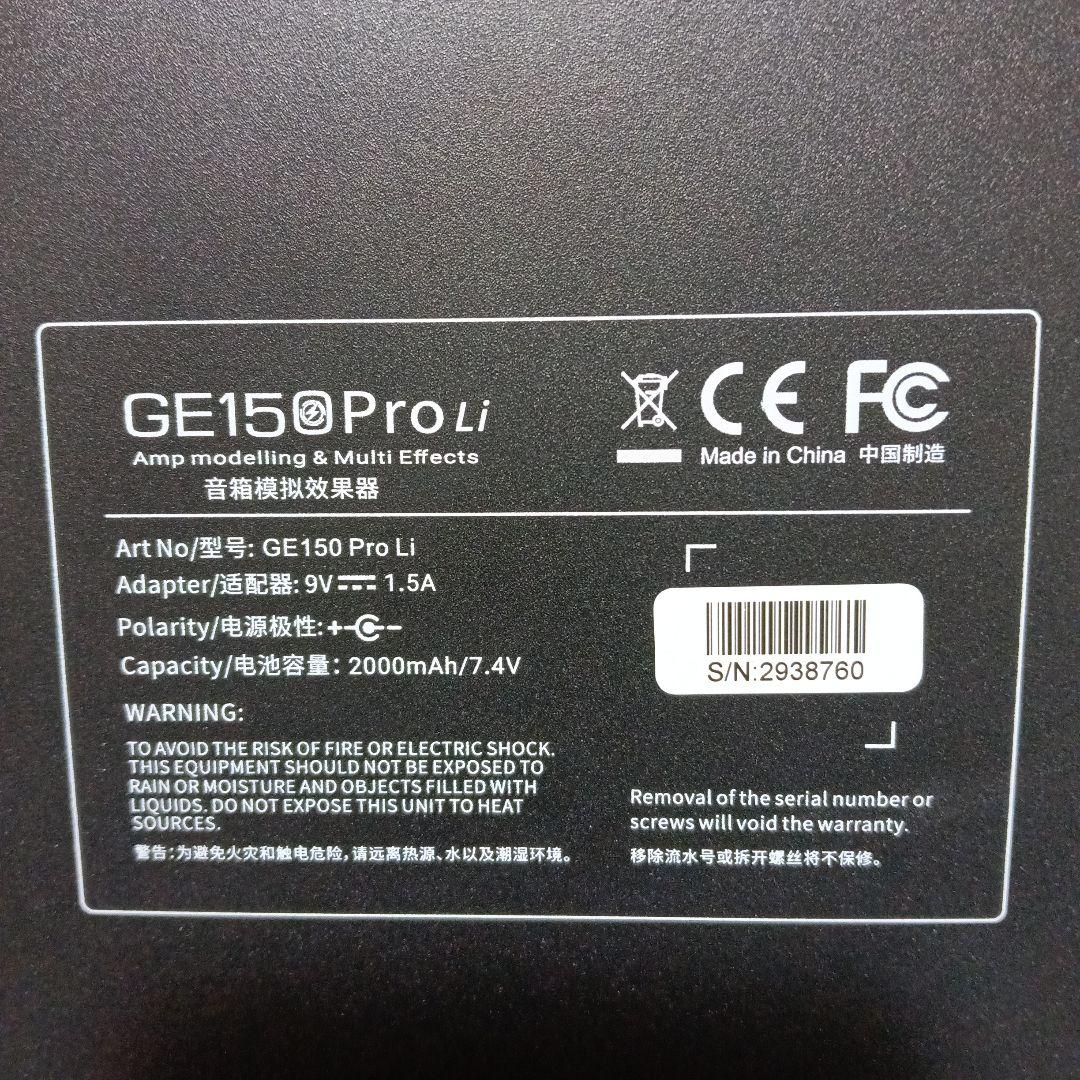 GE150 Pro Li
Amp modelling & Multi Effects
音箱模拟效果器
CE FC
Made in China 中国制造
Art No/型号: GE150 Pro Li
Adapter/适配器: 9V⎓1.5A
Polarity/电源极性:+-C-
Capacity/电池容量: 2000mAh/7.4V
S/N:2938760
WARNING:
TO AVOID THE RISK OF FIRE OR ELECTRIC SHOCK.
THIS EQUIPMENT SHOULD NOT BE EXPOSED TO
RAIN OR MOISTURE AND OBJECTS FILLED WITH
LIQUIDS. DO NOT EXPOSE THIS UNIT TO HEAT
SOURCES.
警告:为避免火灾和触电危险,请远离热源、水以及潮湿环境。
Removal of the serial number or
screws will void the warranty.
移除流水号或拆开螺丝将不保修。